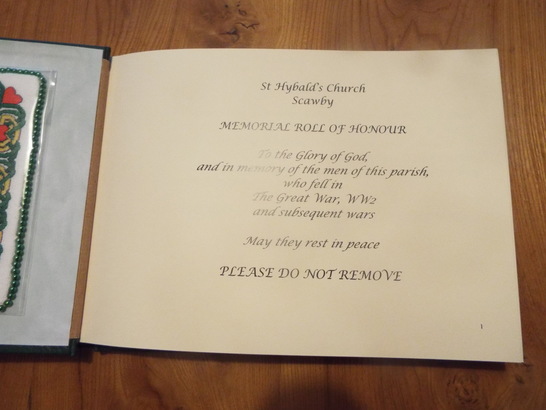 St Hybald's Church
Scawby
MEMORIAL ROLL OF HONOUR
To the Glory of God,
and in memory of the men of this parish,
who fell in
The Great War, WW2
and subsequent wars
May they rest in peace
PLEASE DO NOT REMOVE
1